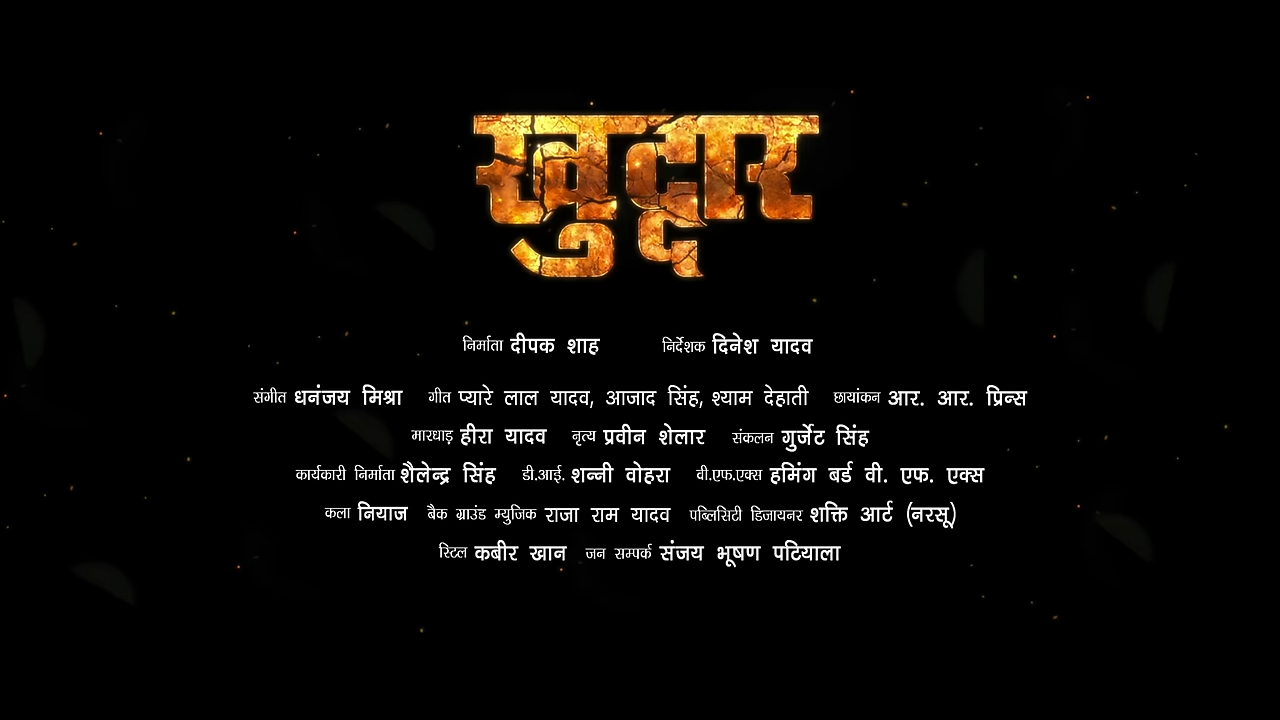 खुद्दार
निर्माता दीपक शाह निर्देशक दिनेश यादव
संगीत धनंजय मिश्रा गीत प्यारे लाल यादव, आजाद सिंह, श्याम देहाती छायांकन आर. आर. प्रिन्स
मारधाड़ हीरा यादव नृत्य प्रवीन शेलार संकलन गुर्जेट सिंह
कार्यकारी निर्माता शैलेन्द्र सिंह डी.आई. शन्नी वोहरा वी.एफ.एक्स हमिंग बर्ड वी. एफ. एक्स
कला नियाज बैक ग्राउंड म्युजिक राजा राम यादव पब्लिसिटी डिजायनर शक्ति आर्ट (नरसू)
स्टिल कबीर खान जन सम्पर्क संजय भूषण पटियाला